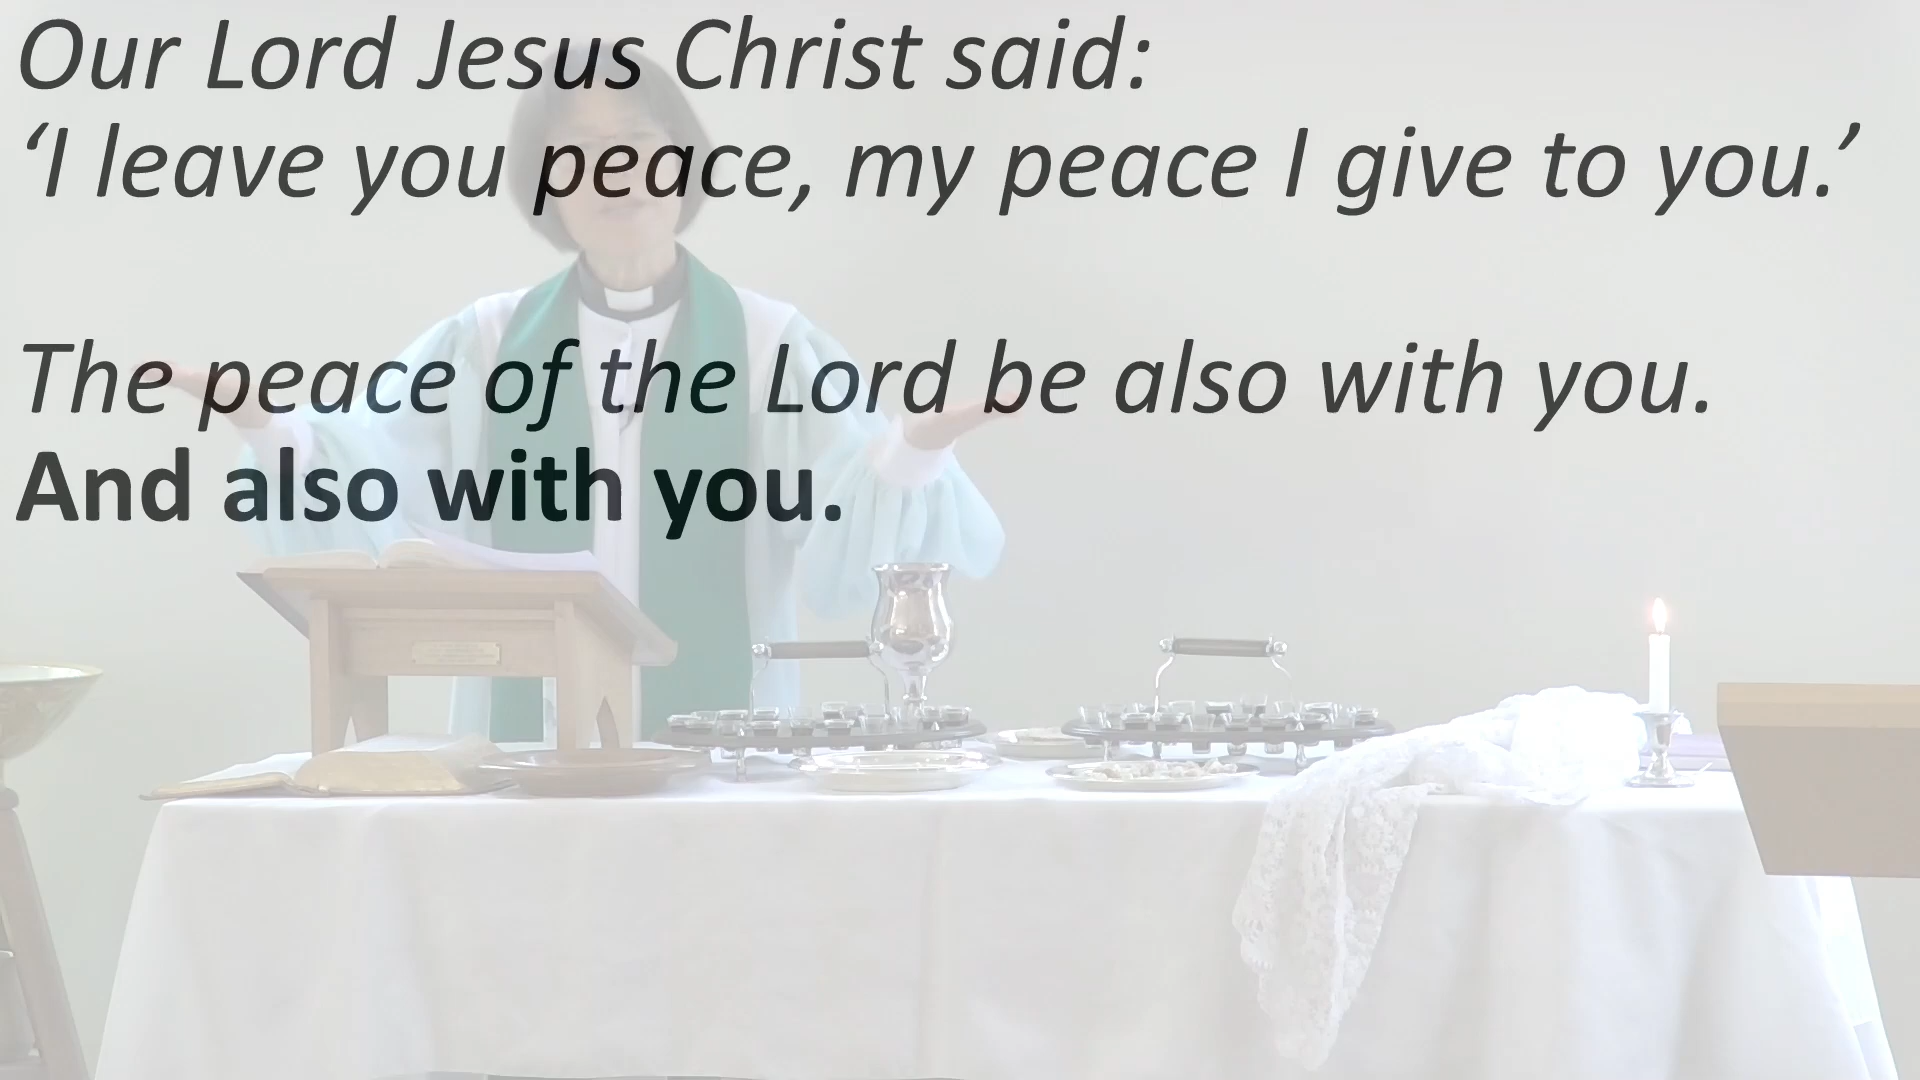 Our Lord Jesus Christ said:
‘I leave you peace, my peace I give to you.’
The peace of the Lord be also with you.
And also with you.